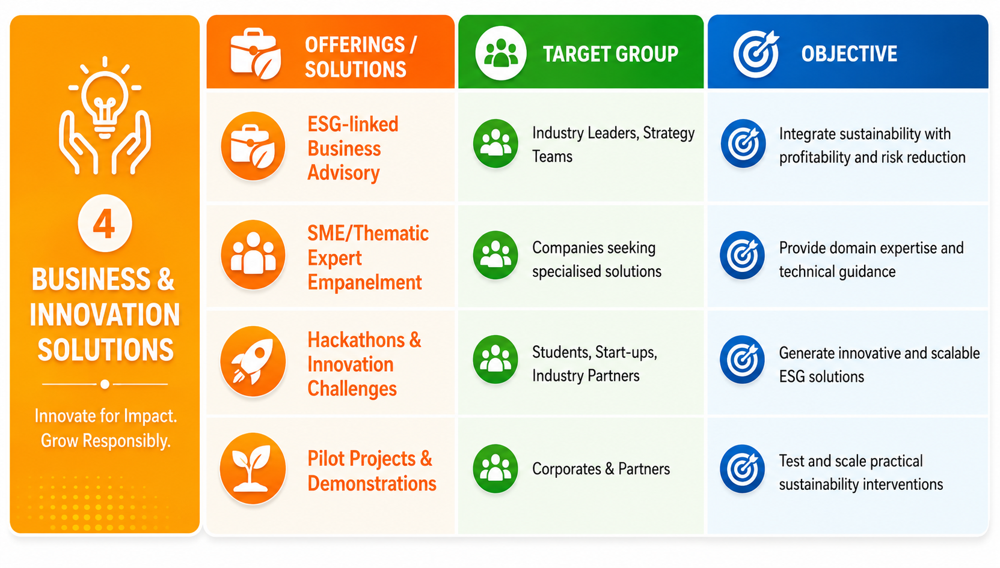 4
BUSINESS &
INNOVATION
SOLUTIONS
Innovate for Impact.
Grow Responsibly.
OFFERINGS /
SOLUTIONS
TARGET GROUP
OBJECTIVE
ESG-linked
Business
Advisory
Industry Leaders, Strategy
Teams
Integrate sustainability with
profitability and risk reduction
SME/Thematic
Expert
Empanelment
Companies seeking
specialised solutions
Provide domain expertise and
technical guidance
Hackathons &
Innovation
Challenges
Students, Start-ups,
Industry Partners
Generate innovative and scalable
ESG solutions
Pilot Projects &
Demonstrations
Corporates & Partners
Test and scale practical
sustainability interventions